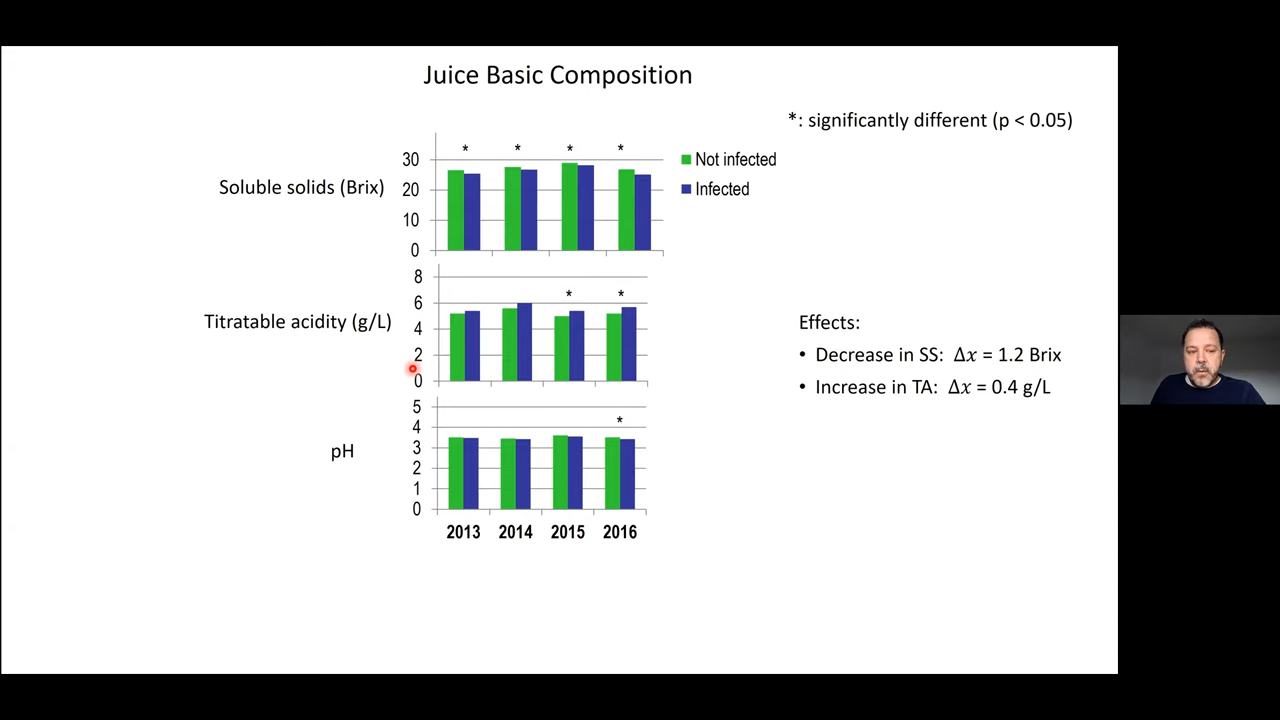 Juice Basic Composition
*: significantly different (p < 0.05)
* * * *
Not infected
Infected
Soluble solids (Brix)
30
20
10
0
Titratable acidity (g/L)
8
6
4
2
0
* *
Effects:
• Decrease in SS: Δx = 1.2 Brix
• Increase in TA: Δx = 0.4 g/L
pH
5
4
3
2
1
0
*
2013 2014 2015 2016